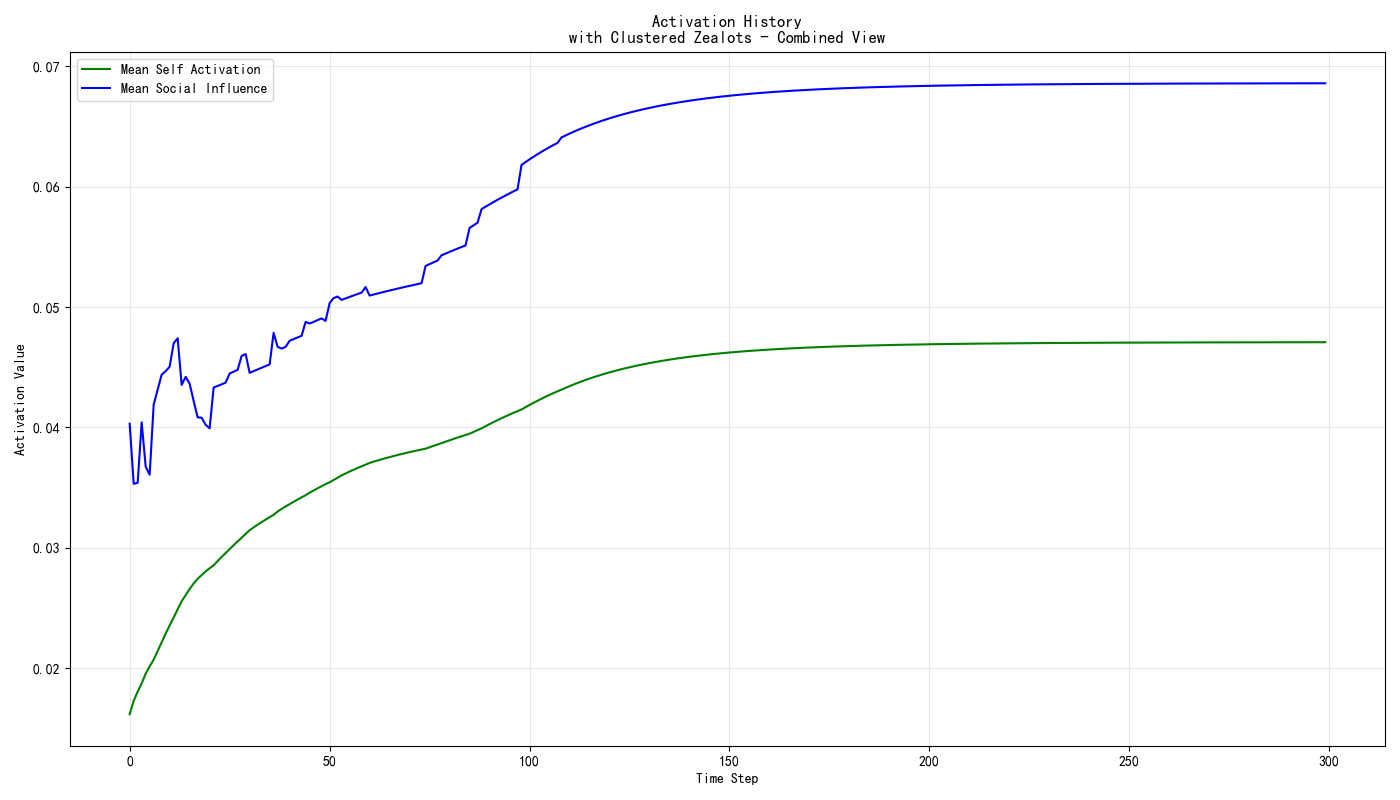 Activation History
with Clustered Zealots - Combined View
Mean Self Activation
Mean Social Influence
Activation Value
0.07
0.06
0.05
0.04
0.03
0.02
0 50 100 150 200 250 300
Time Step